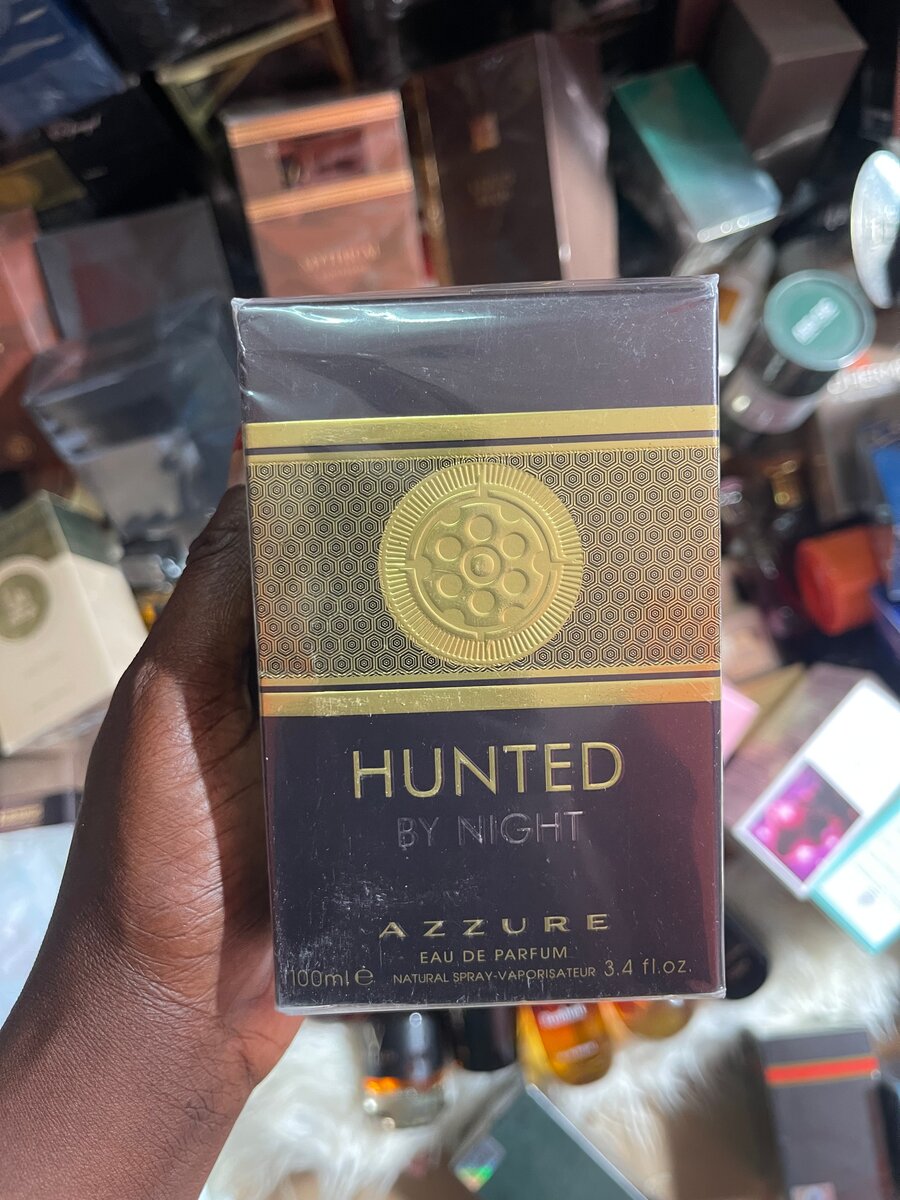 HUNTED
BY NIGHT
AZZURE
EAU DE PARFUM
100ml e NATURAL SPRAY-VAPORISATEUR 3.4 fl.oz.